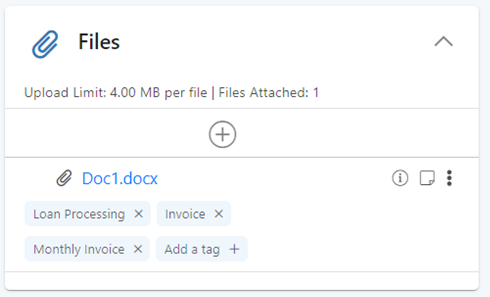 Files
Upload Limit: 4.00 MB per file | Files Attached: 1
Doc1.docx
Loan Processing × Invoice ×
Monthly Invoice × Add a tag +